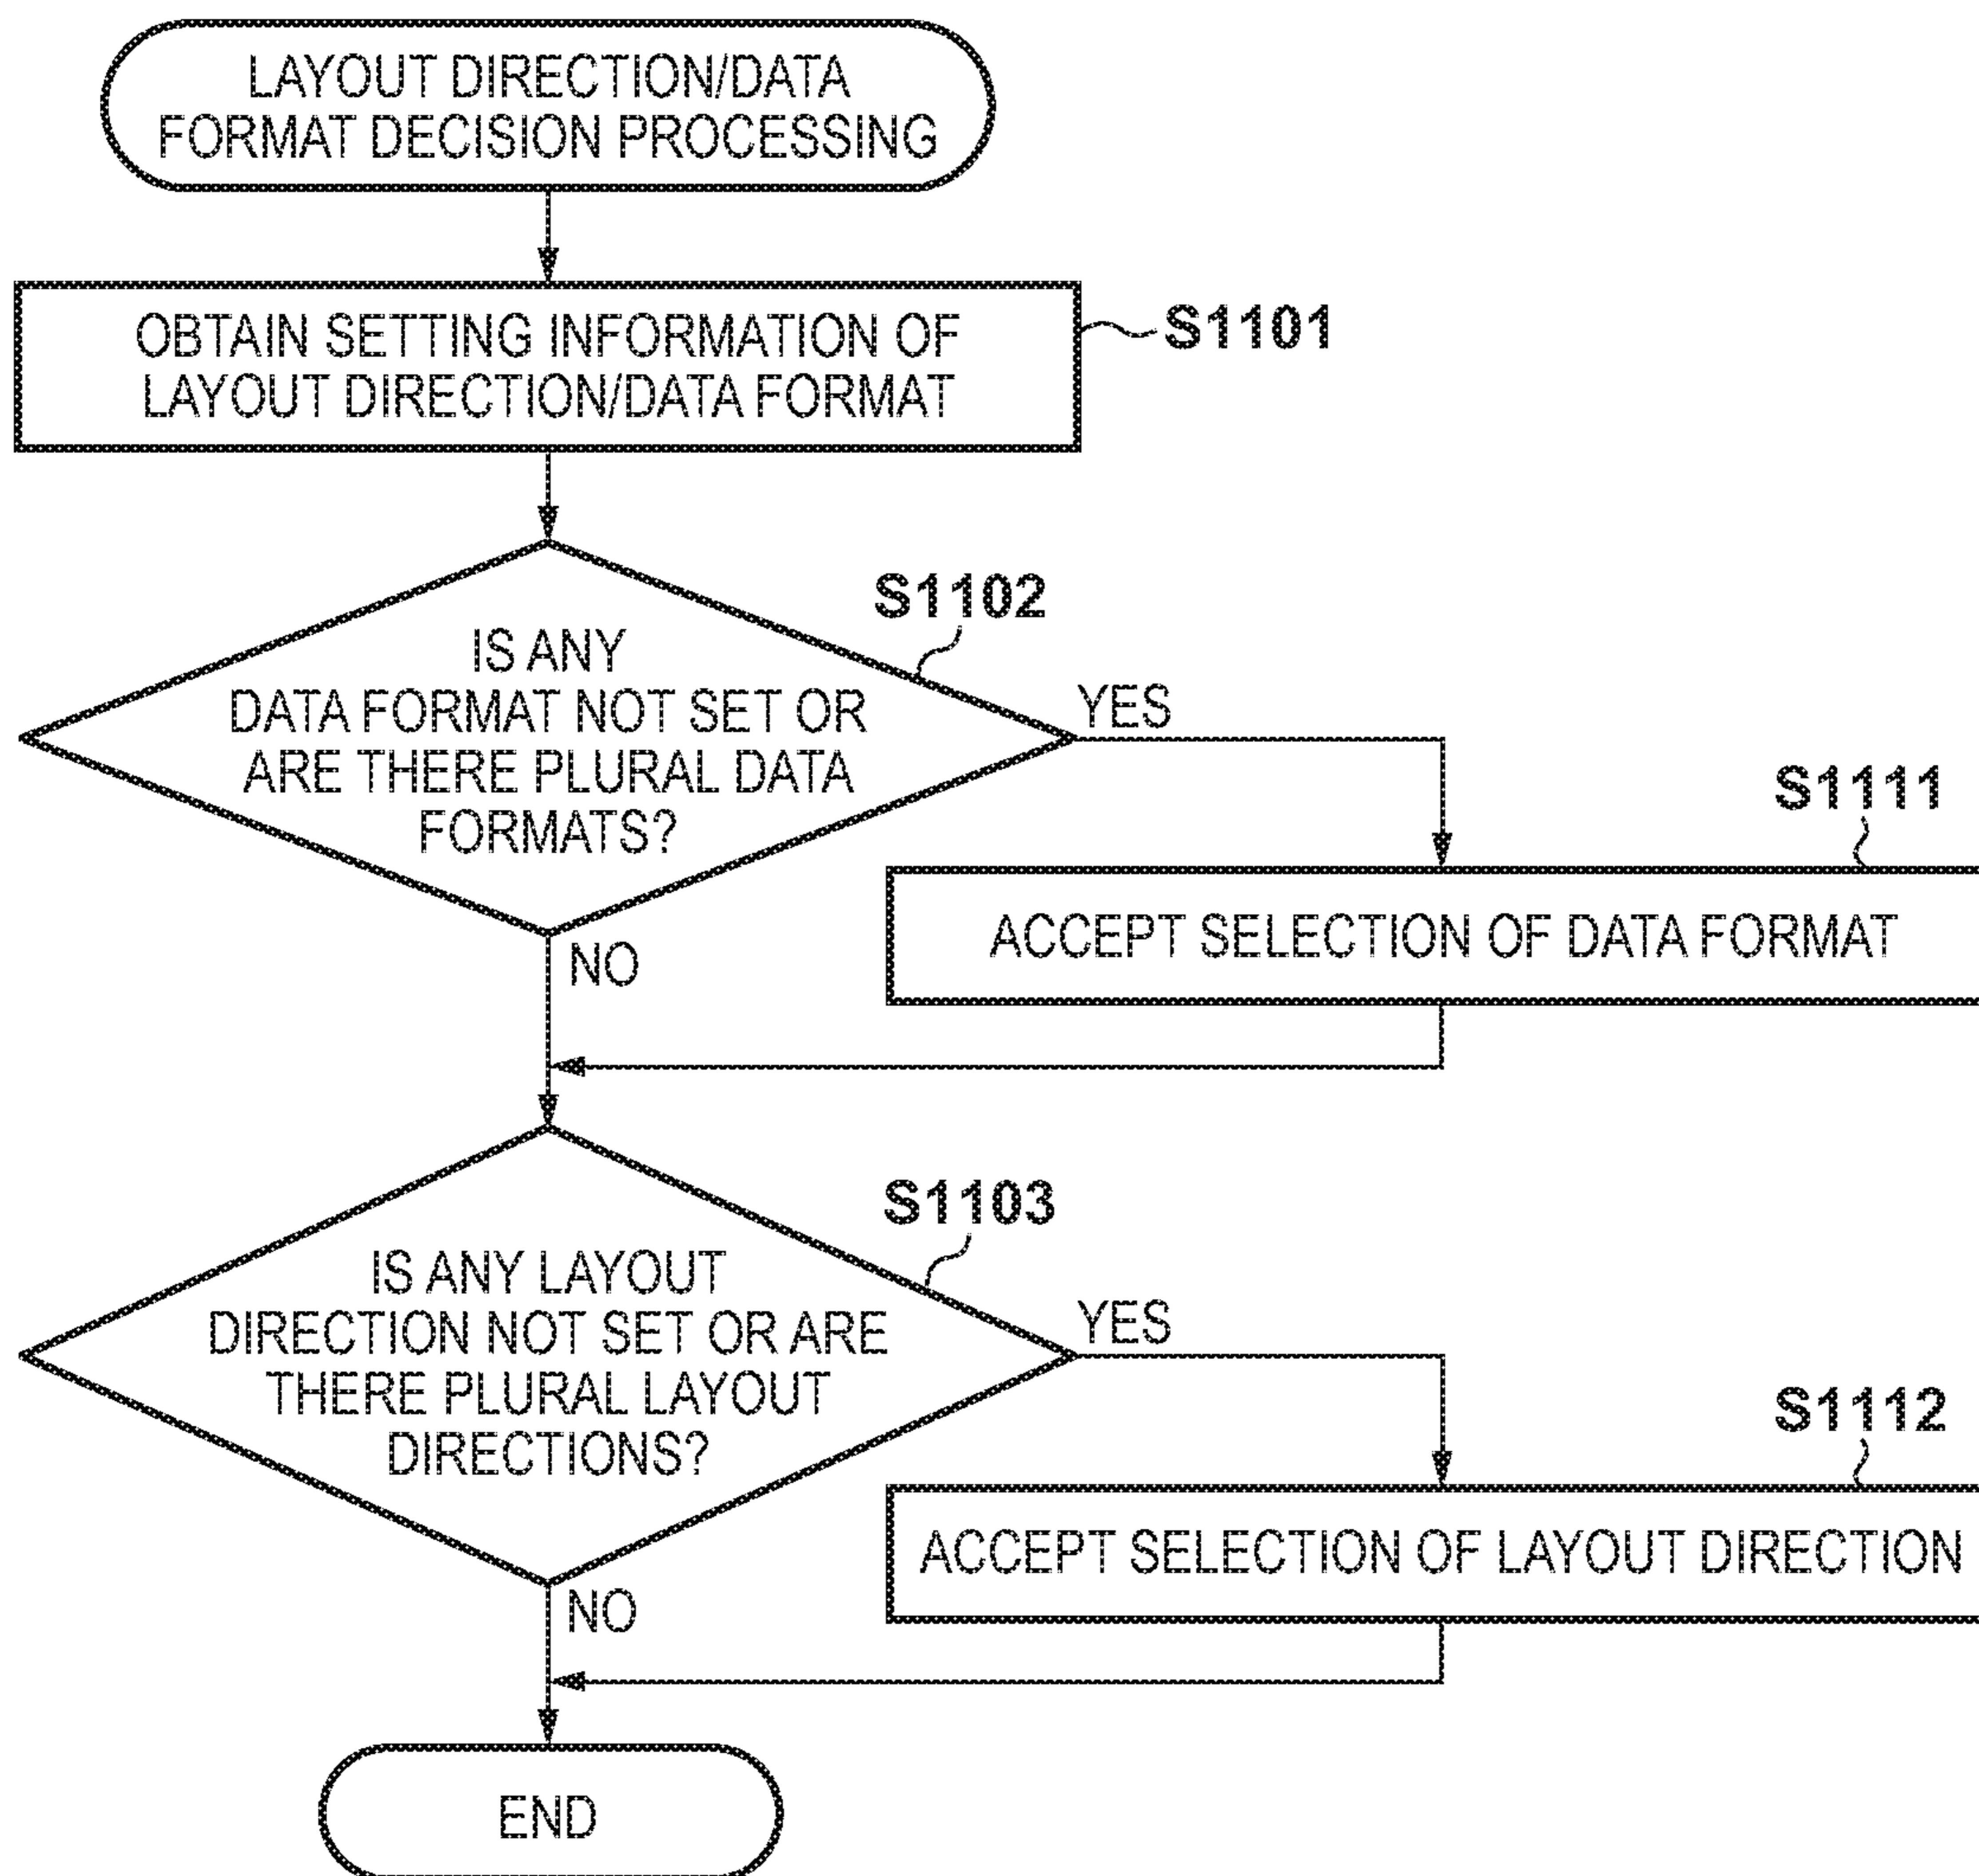 LAYOUT DIRECTION/DATA
FORMAT DECISION PROCESSING
OBTAIN SETTING INFORMATION OF
LAYOUT DIRECTION/DATA FORMAT
S1101
S1102
IS ANY
DATA FORMAT NOT SET OR
ARE THERE PLURAL DATA
FORMATS?
YES
NO
S1111
ACCEPT SELECTION OF DATA FORMAT
S1103
IS ANY LAYOUT
DIRECTION NOT SET OR ARE
THERE PLURAL LAYOUT
DIRECTIONS?
YES
NO
S1112
ACCEPT SELECTION OF LAYOUT DIRECTION
END